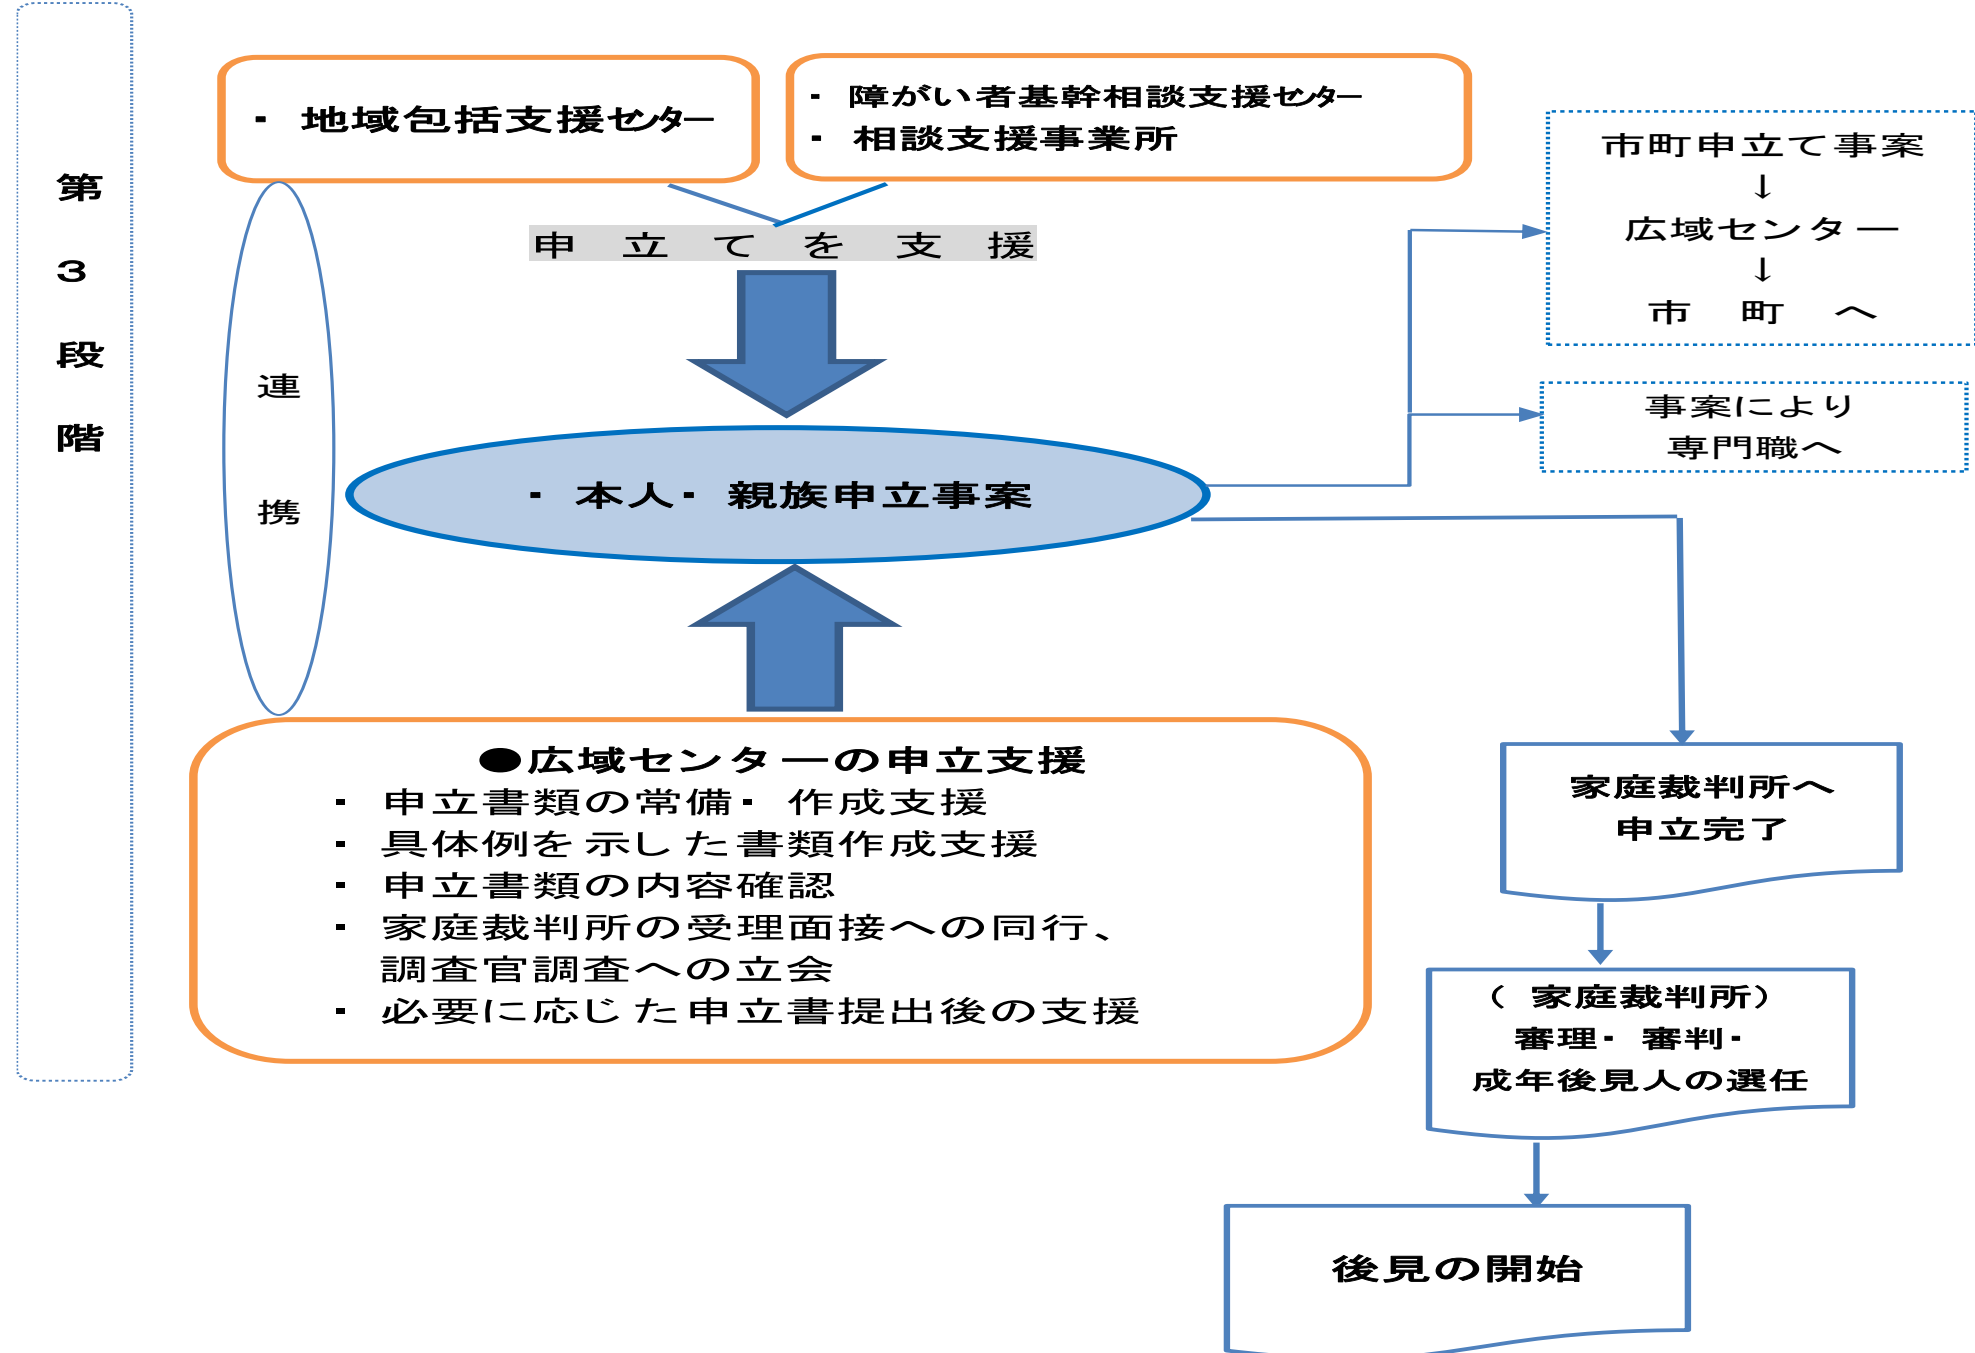 第
３
段
階
・地域包括支援センター
・障がい者基幹相談支援センター
・相談支援事業所
申立てを支援
連
携
・本人・親族申立事案
市町申立て事案
↓
広域センター
↓
市　町　へ
事案により
専門職へ
●広域センターの申立支援
・申立書類の常備・作成支援
・具体例を示した書類作成支援
・申立書類の内容確認
・家庭裁判所の受理面接への同行、
調査官調査への立会
・必要に応じた申立書提出後の支援
家庭裁判所へ
申立完了
（家庭裁判所）
審理・審判・
成年後見人の選任
後見の開始